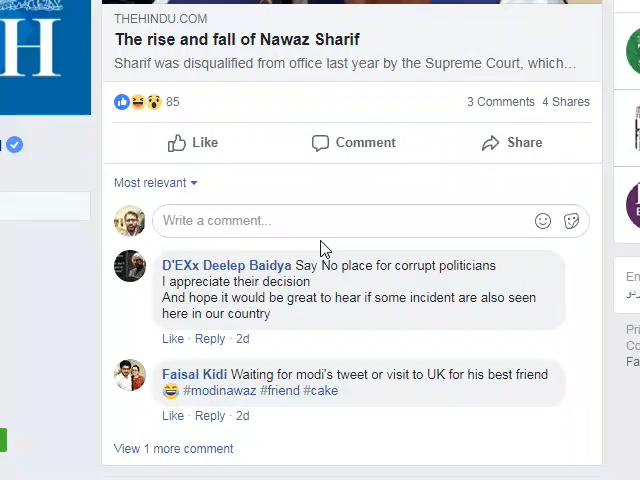 H
THEHINDU.COM
The rise and fall of Nawaz Sharif
Sharif was disqualified from office last year by the Supreme Court, which…
85
3 Comments 4 Shares
Like Comment Share
Most relevant
Write a comment...
D'EXx Deelep Baidya Say No place for corrupt politicians
I appreciate their decision
And hope it would be great to hear if some incident are also seen
here in our country
Like · Reply · 2d
Faisal Kidi Waiting for modi's tweet or visit to UK for his best friend
😂 #modinawaz #friend #cake
Like · Reply · 2d
View 1 more comment
En
Pri
Co
Fa